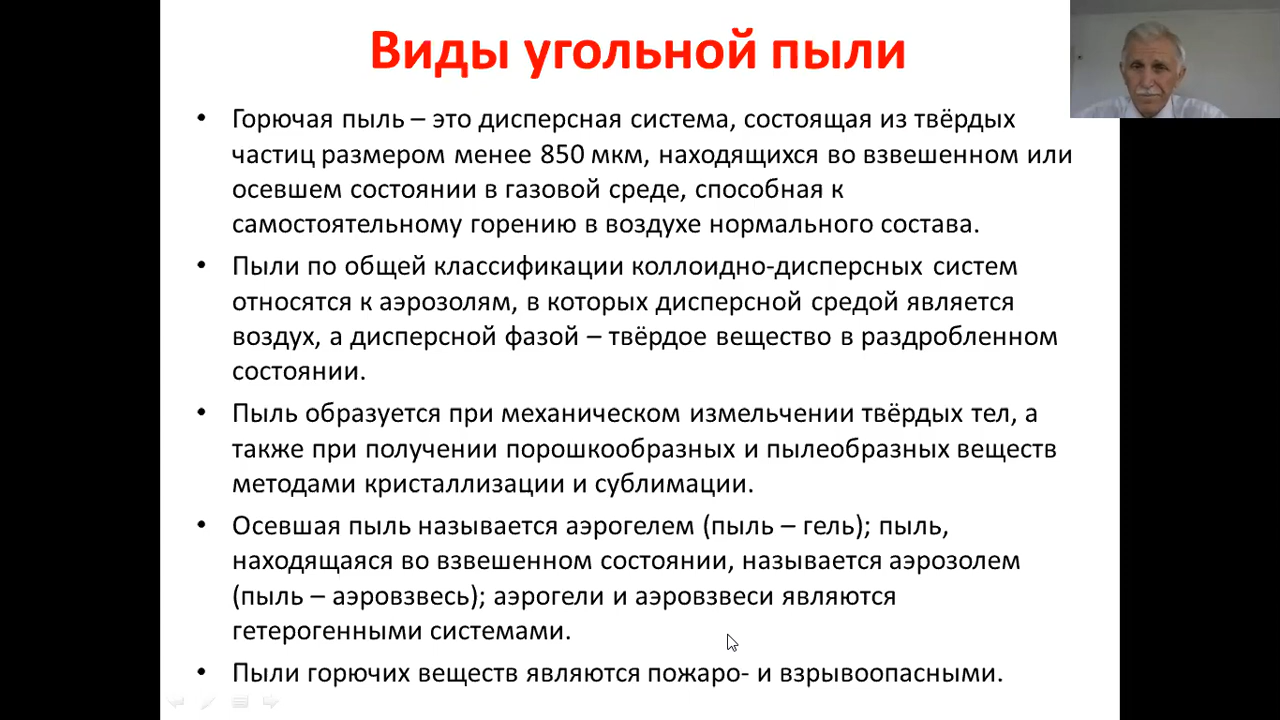 Виды угольной пыли
• Горючая пыль – это дисперсная система, состоящая из твёрдых
частиц размером менее 850 мкм, находящихся во взвешенном или
осевшем состоянии в газовой среде, способная к
самостоятельному горению в воздухе нормального состава.
• Пыли по общей классификации коллоидно-дисперсных систем
относятся к аэрозолям, в которых дисперсной средой является
воздух, а дисперсной фазой – твёрдое вещество в раздробленном
состоянии.
• Пыль образуется при механическом измельчении твёрдых тел, а
также при получении порошкообразных и пылеобразных веществ
методами кристаллизации и сублимации.
• Осевшая пыль называется аэрогелем (пыль – гель); пыль,
находящаяся во взвешенном состоянии, называется аэрозолем
(пыль – аэровзвесь); аэрогели и аэровзвеси являются
гетерогенными системами.
• Пыли горючих веществ являются пожаро- и взрывоопасными.